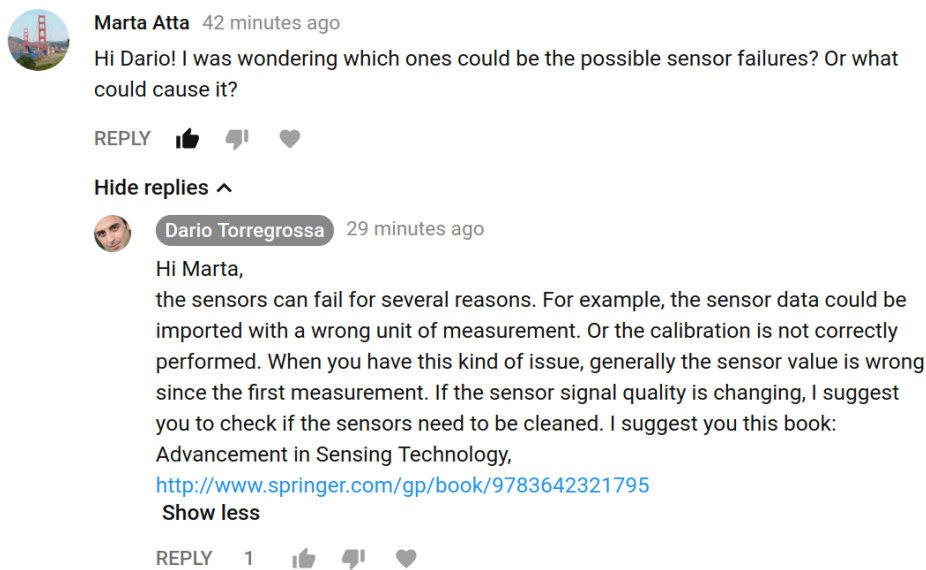 Marta Atta 42 minutes ago
Hi Dario! I was wondering which ones could be the possible sensor failures? Or what
could cause it?
REPLY
Hide replies
Dario Torregrossa 29 minutes ago
Hi Marta,
the sensors can fail for several reasons. For example, the sensor data could be
imported with a wrong unit of measurement. Or the calibration is not correctly
performed. When you have this kind of issue, generally the sensor value is wrong
since the first measurement. If the sensor signal quality is changing, I suggest
you to check if the sensors need to be cleaned. I suggest you this book:
Advancement in Sensing Technology,
http://www.springer.com/gp/book/9783642321795
Show less
REPLY 1